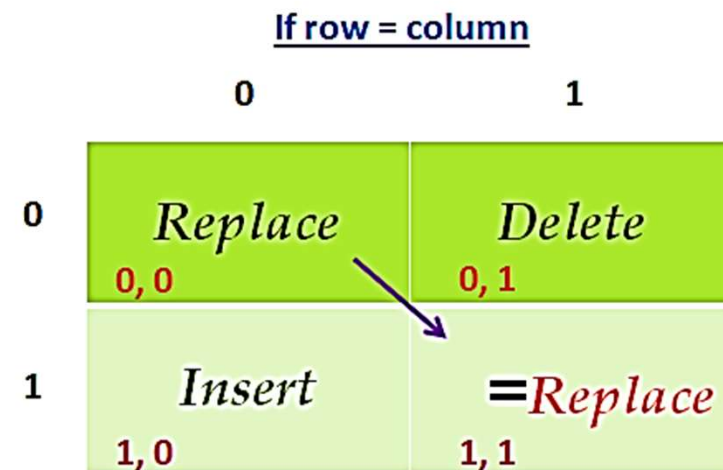 If row = column
0 1
0 Replace Delete
0, 0 0, 1
1 Insert =Replace
1, 0 1, 1